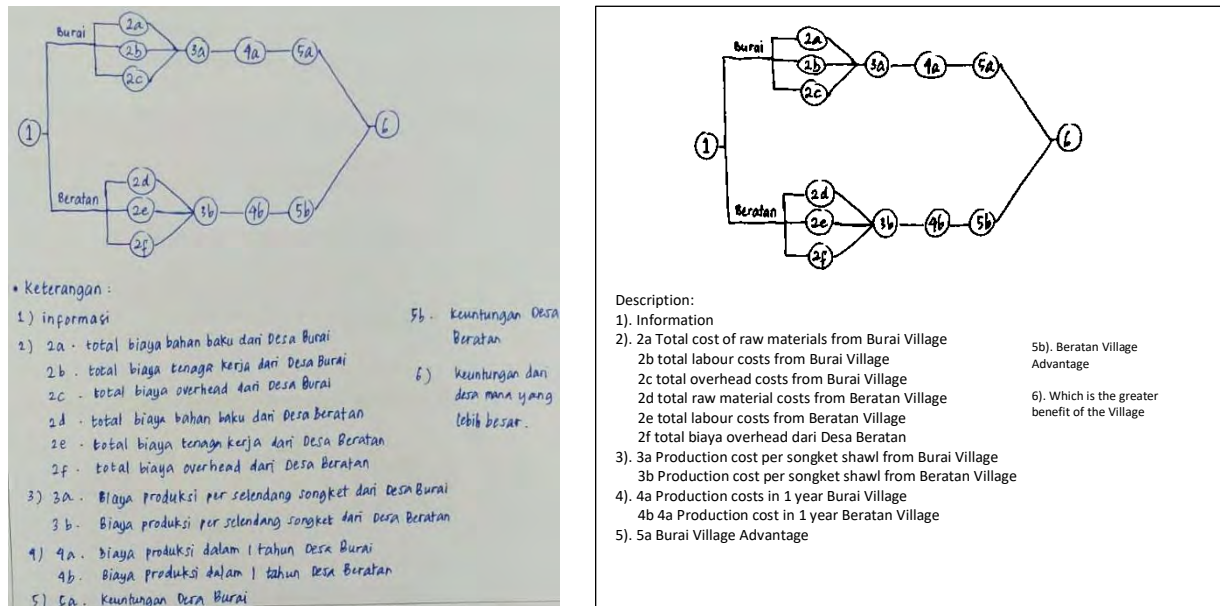 Burai
2a
2b
2c
3a
4a
5a
1
6
Beratan
2d
2e
2f
3b
4b
5b
• Keterangan :
1) informasi
2) 2a. total biaya bahan baku dari Desa Burai
2b. total biaya tenaga kerja dari Desa Burai
2c. total biaya overhead dari Desa Burai
2d. total biaya bahan baku dari Desa Beratan
2e. total biaya tenaga kerja dari Desa Beratan
2f. total biaya overhead dari Desa Beratan
3) 3a. Biaya produksi per selendang songket dari Desa Burai
3b. Biaya produksi per selendang songket dari Desa Beratan
4) 4a. Biaya produksi dalam 1 tahun Desa Burai
4b. Biaya produksi dalam 1 tahun Desa Beratan
5) 5a. Keuntungan Desa Burai
5b. Keuntungan Desa
Beratan
6) Keuntungan dari
desa mana yang
lebih besar.
Burai
2a
2b
2c
3a
4a
5a
1
6
Beratan
2d
2e
2f
3b
4b
5b
Description:
1). Information
2). 2a Total cost of raw materials from Burai Village
2b total labour costs from Burai Village
2c total overhead costs from Burai Village
2d total raw material costs from Beratan Village
2e total labour costs from Beratan Village
2f total biaya overhead dari Desa Beratan
3). 3a Production cost per songket shawl from Burai Village
3b Production cost per songket shawl from Beratan Village
4). 4a Production costs in 1 year Burai Village
4b 4a Production cost in 1 year Beratan Village
5). 5a Burai Village Advantage
5b). Beratan Village
Advantage
6). Which is the greater
benefit of the Village